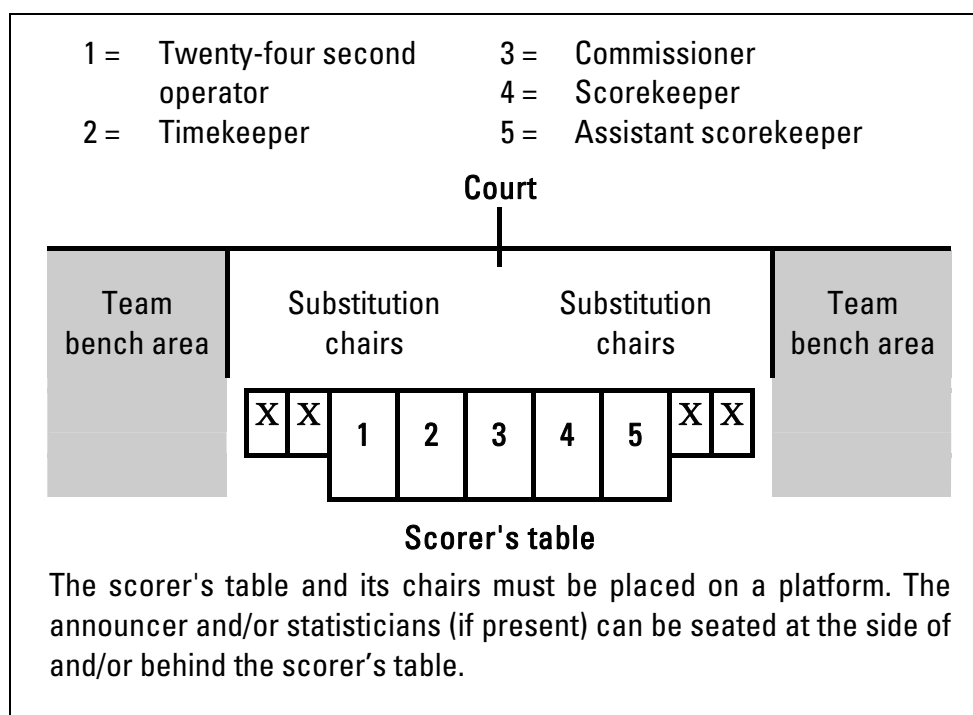 1 = Twenty-four second operator
2 = Timekeeper
3 = Commissioner
4 = Scorekeeper
5 = Assistant scorekeeper
Court
Team bench area
Substitution chairs
Substitution chairs
Team bench area
X X 1 2 3 4 5 X X
Scorer's table
The scorer's table and its chairs must be placed on a platform. The
announcer and/or statisticians (if present) can be seated at the side of
and/or behind the scorer’s table.